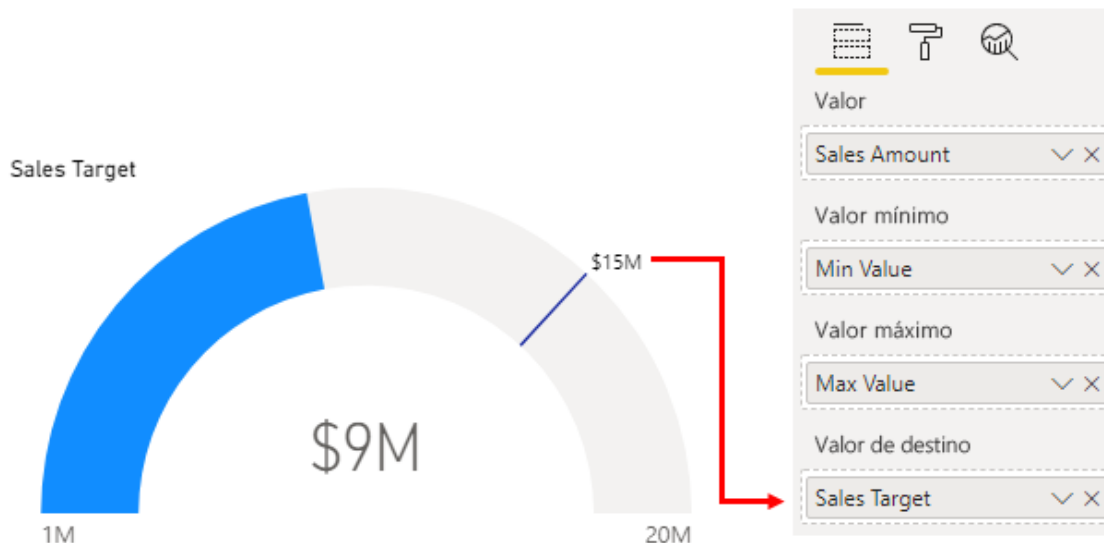 Sales Target
$15M
$9M
1M
20M
Valor
Sales Amount
Valor mínimo
Min Value
Valor máximo
Max Value
Valor de destino
Sales Target